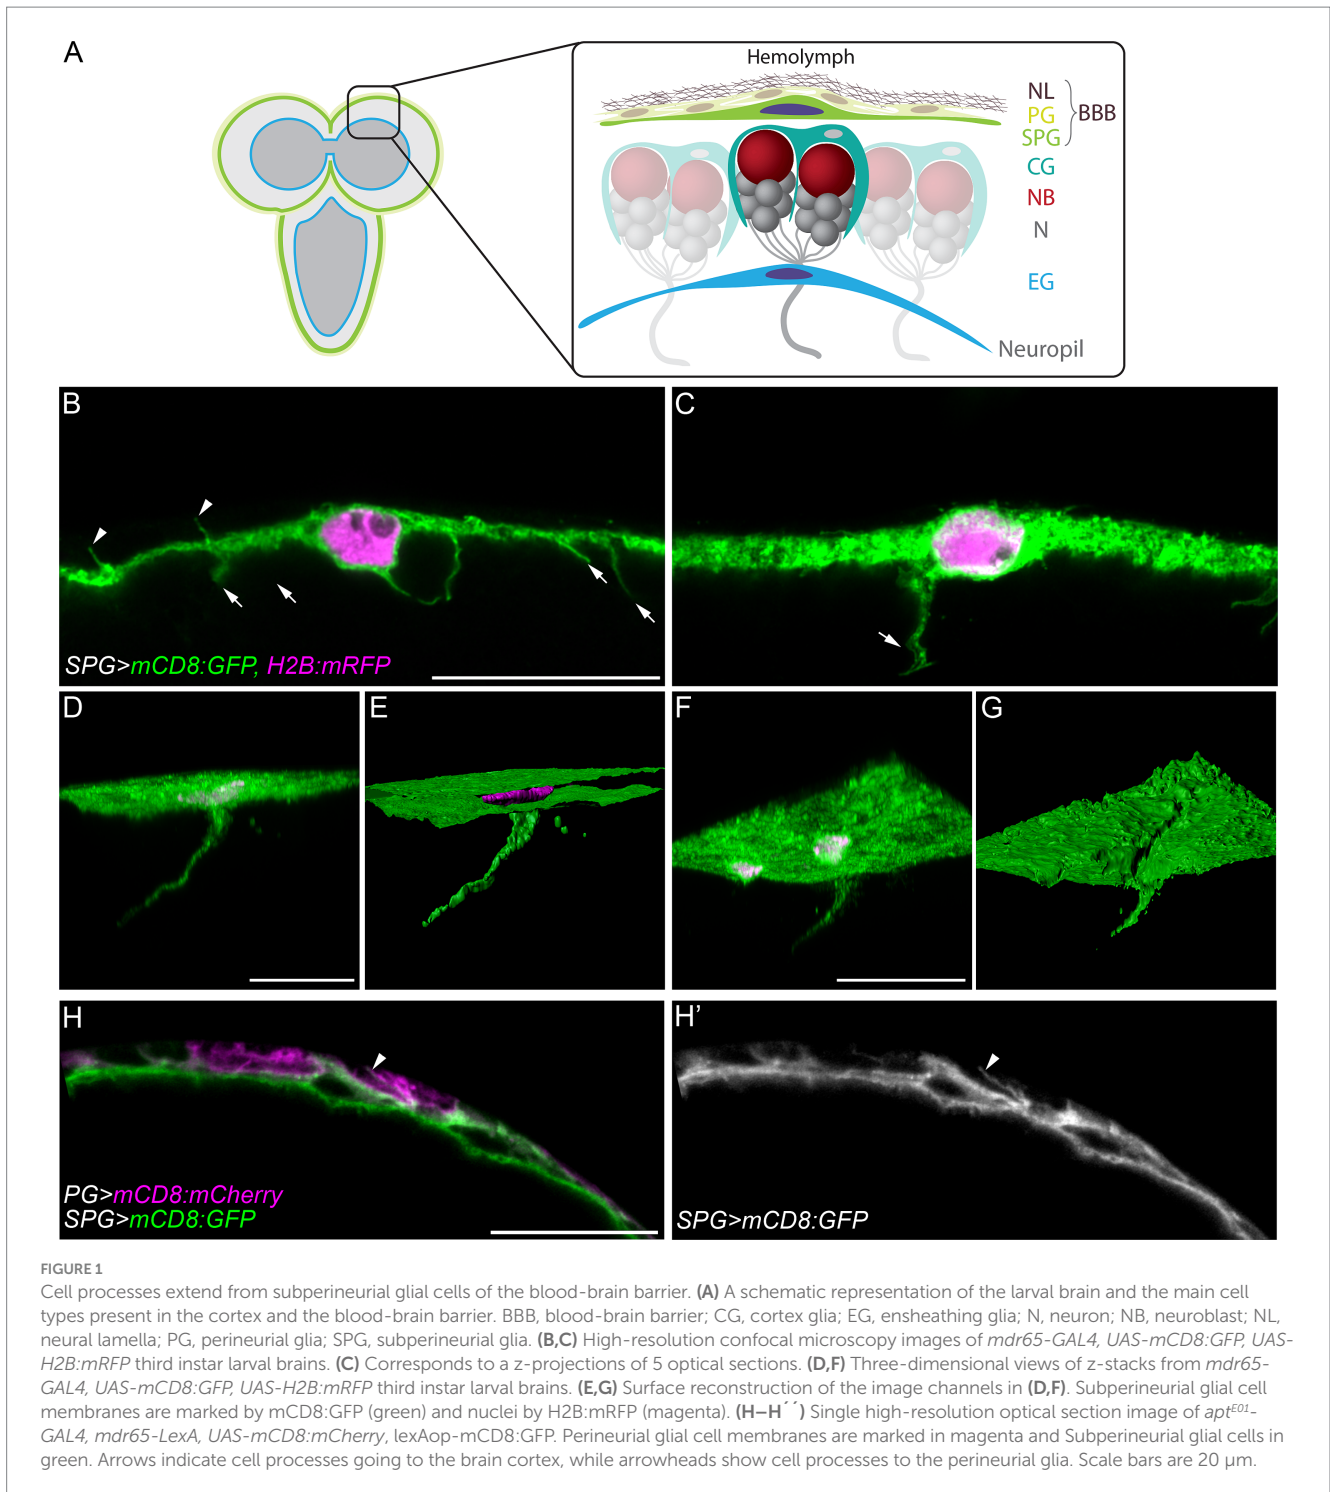 A
Hemolymph
NL
PG
BBB
SPG
CG
NB
N
EG
Neuropil
B
SPG>mCD8:GFP, H2B:mRFP
C
D
E
F
G
H
PG>mCD8:mCherry
SPG>mCD8:GFP
H’
SPG>mCD8:GFP
FIGURE 1
Cell processes extend from subperineurial glial cells of the blood-brain barrier. (A) A schematic representation of the larval brain and the main cell
types present in the cortex and the blood-brain barrier. BBB, blood-brain barrier; CG, cortex glia; EG, ensheathing glia; N, neuron; NB, neuroblast; NL,
neural lamella; PG, perineurial glia; SPG, subperineurial glia. (B,C) High-resolution confocal microscopy images of mdr65-GAL4, UAS-mCD8:GFP, UAS-
H2B:mRFP third instar larval brains. (C) Corresponds to a z-projections of 5 optical sections. (D,F) Three-dimensional views of z-stacks from mdr65-
GAL4, UAS-mCD8:GFP, UAS-H2B:mRFP third instar larval brains. (E,G) Surface reconstruction of the image channels in (D,F). Subperineurial glial cell
membranes are marked by mCD8:GFP (green) and nuclei by H2B:mRFP (magenta). (H–H´´) Single high-resolution optical section image of apt^E01-
GAL4, mdr65-LexA, UAS-mCD8:mCherry, lexAop-mCD8:GFP. Perineurial glial cell membranes are marked in magenta and Subperineurial glial cells in
green. Arrows indicate cell processes going to the brain cortex, while arrowheads show cell processes to the perineurial glia. Scale bars are 20 μm.